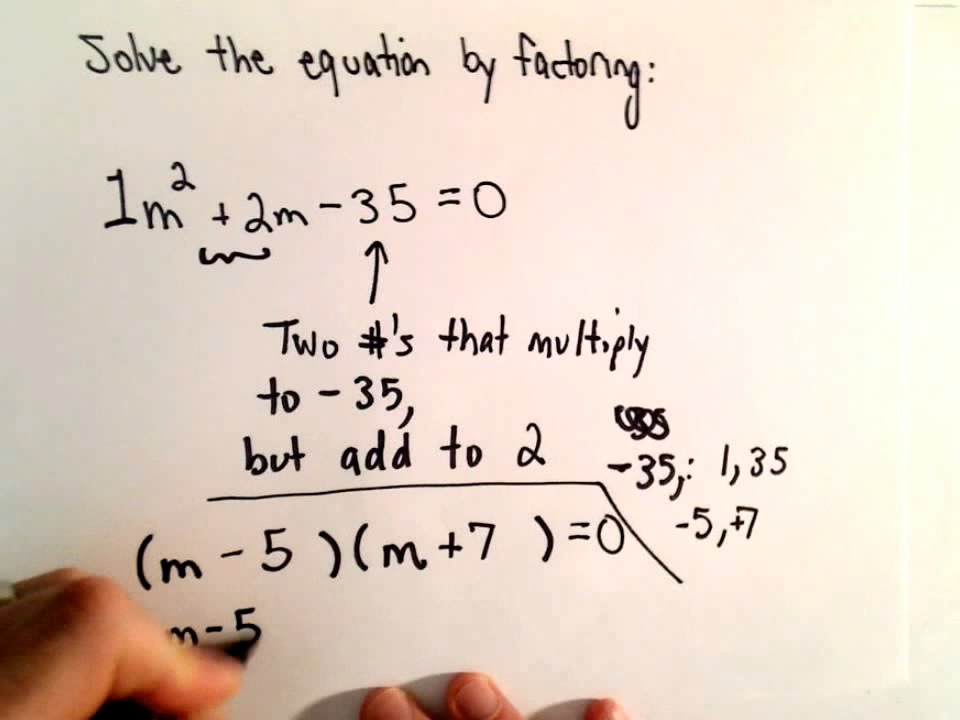 Solve the equation by factoring:
1m² + 2m - 35 = 0
Two #'s that multiply
to - 35,
but add to 2
-35,: 1, 35
-5, +7
(m - 5 )(m + 7 ) = 0
m - 5